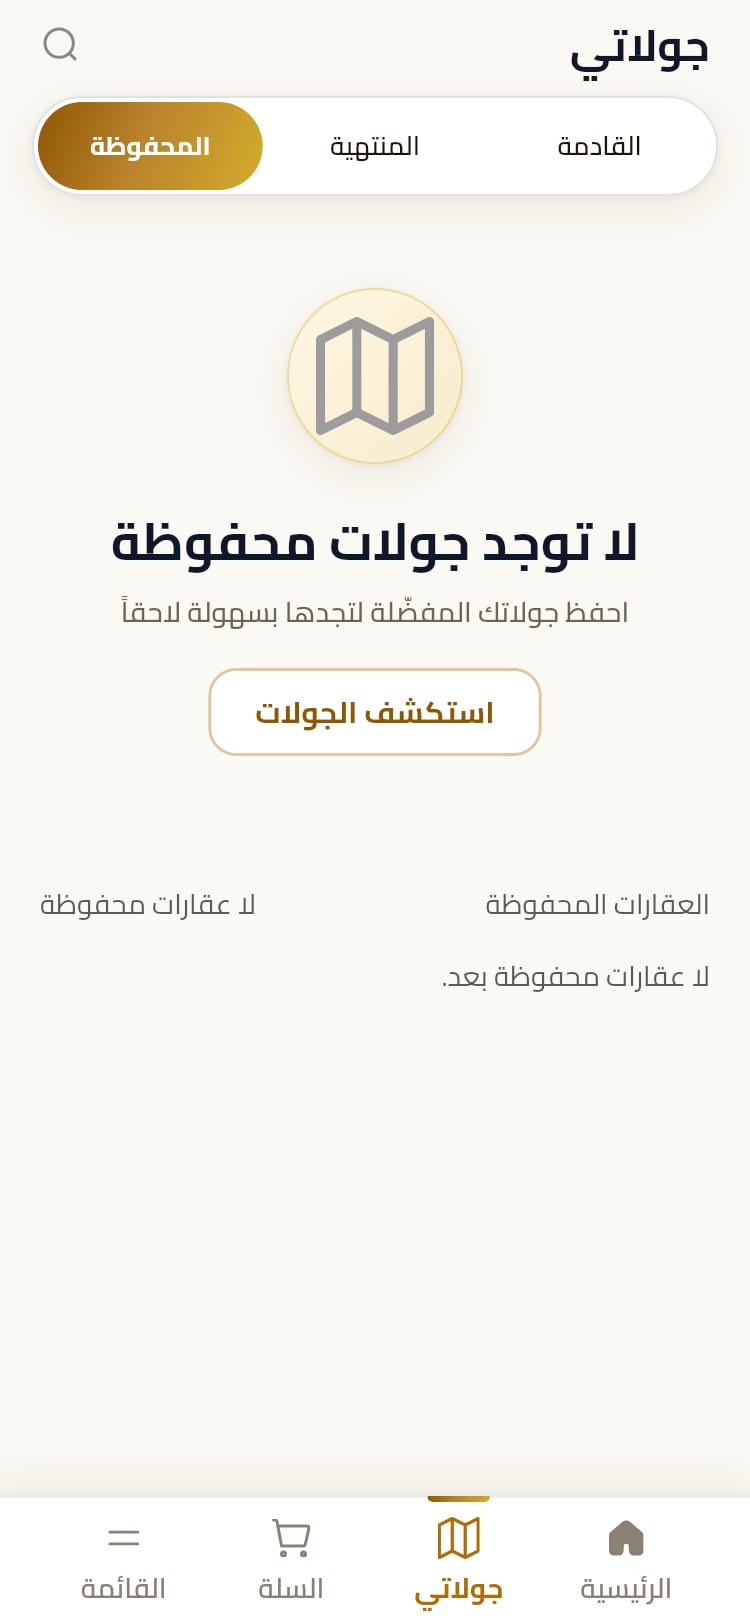 جولاتي
القادمة
المنتهية
المحفوظة
لا توجد جولات محفوظة
احفظ جولاتك المفضّلة لتجدها بسهولة لاحقاً
استكشف الجولات
العقارات المحفوظة
لا عقارات محفوظة
لا عقارات محفوظة بعد.
الرئيسية
جولاتي
السلة
القائمة